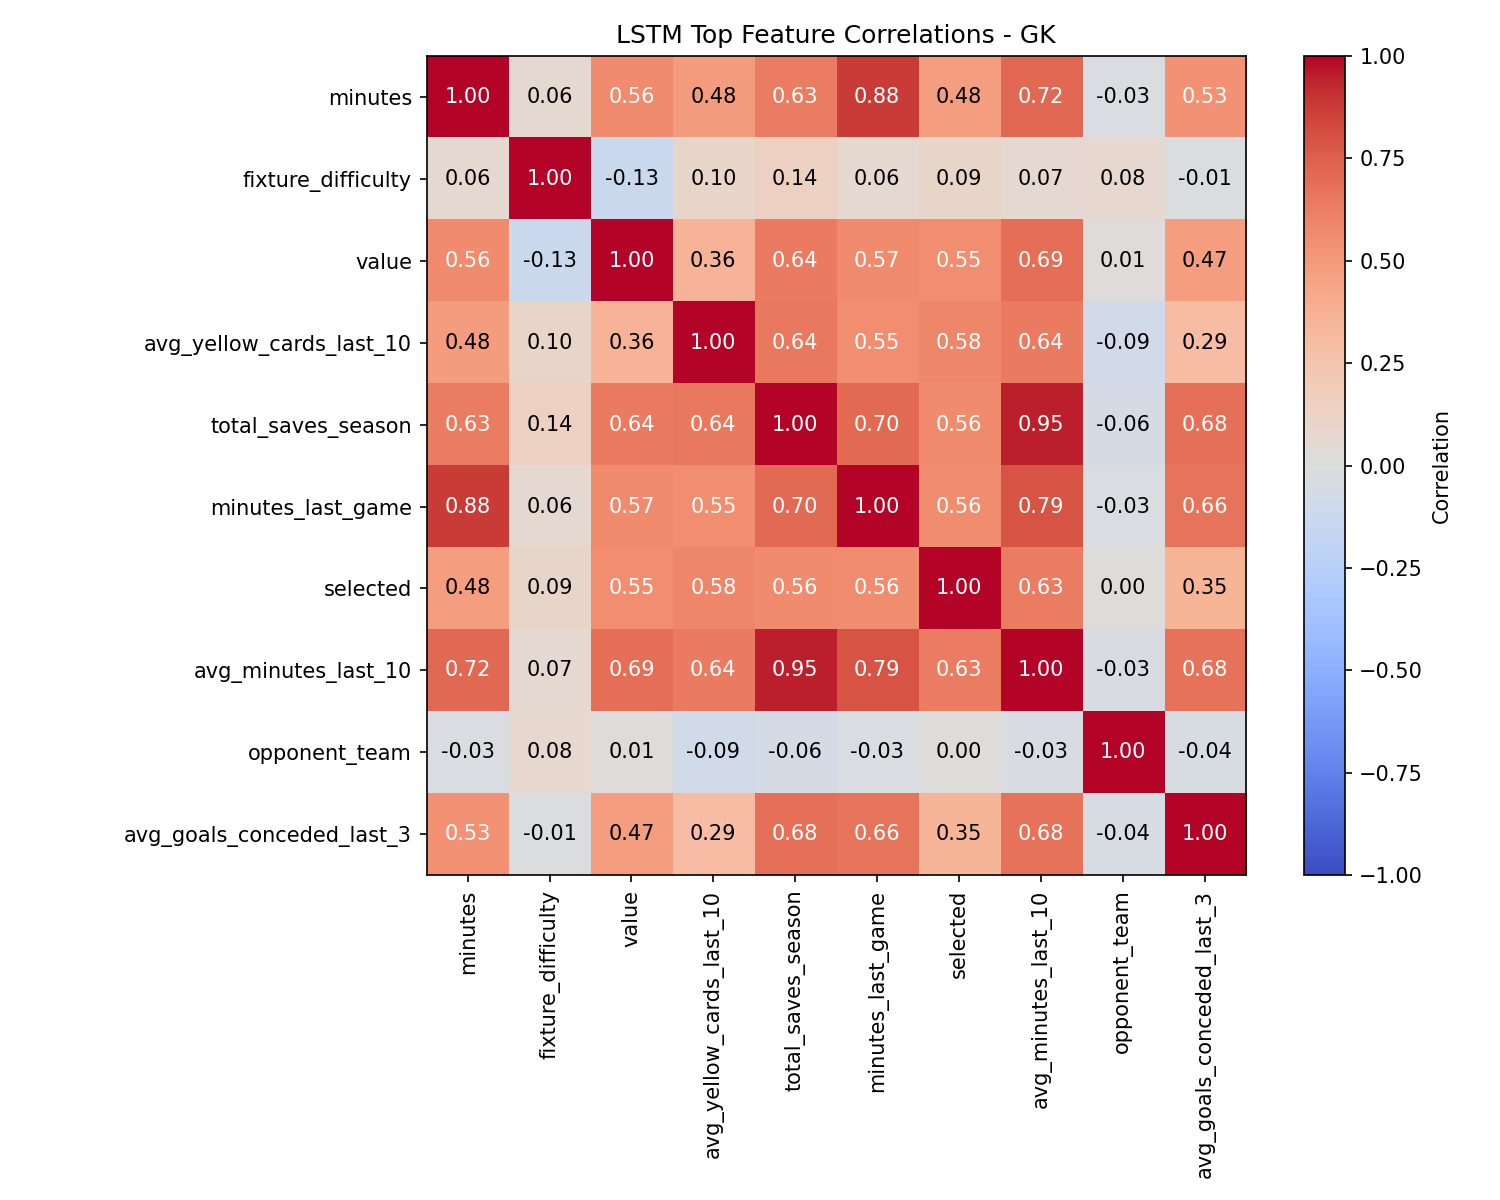 LSTM Top Feature Correlations - GK
minutes 1.00 0.06 0.56 0.48 0.63 0.88 0.48 0.72 -0.03 0.53
fixture_difficulty 0.06 1.00 -0.13 0.10 0.14 0.06 0.09 0.07 0.08 -0.01
value 0.56 -0.13 1.00 0.36 0.64 0.57 0.55 0.69 0.01 0.47
avg_yellow_cards_last_10 0.48 0.10 0.36 1.00 0.64 0.55 0.58 0.64 -0.09 0.29
total_saves_season 0.63 0.14 0.64 0.64 1.00 0.70 0.56 0.95 -0.06 0.68
minutes_last_game 0.88 0.06 0.57 0.55 0.70 1.00 0.56 0.79 -0.03 0.66
selected 0.48 0.09 0.55 0.58 0.56 0.56 1.00 0.63 0.00 0.35
avg_minutes_last_10 0.72 0.07 0.69 0.64 0.95 0.79 0.63 1.00 -0.03 0.68
opponent_team -0.03 0.08 0.01 -0.09 -0.06 -0.03 0.00 -0.03 1.00 -0.04
avg_goals_conceded_last_3 0.53 -0.01 0.47 0.29 0.68 0.66 0.35 0.68 -0.04 1.00
minutes
fixture_difficulty
value
avg_yellow_cards_last_10
total_saves_season
minutes_last_game
selected
avg_minutes_last_10
opponent_team
avg_goals_conceded_last_3
1.00
0.75
0.50
0.25
0.00
−0.25
−0.50
−0.75
−1.00
Correlation